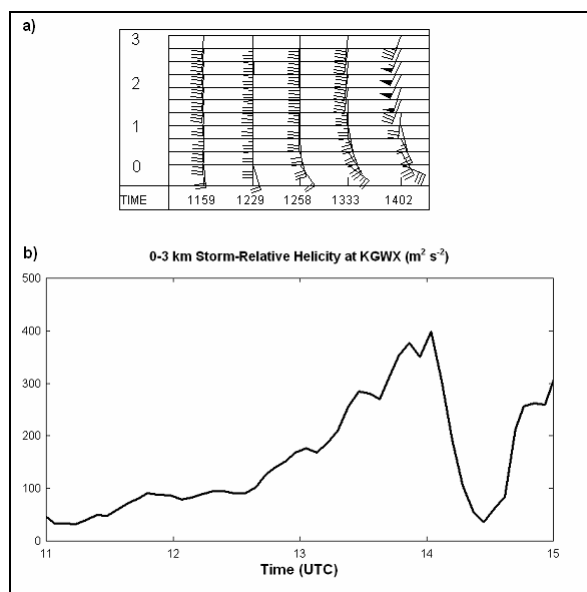 a)
3
2
1
0
TIME 1159 1229 1258 1333 1402
b)
0-3 km Storm-Relative Helicity at KGWX (m² s⁻²)
500
400
300
200
100
0
11 12 13 14 15
Time (UTC)